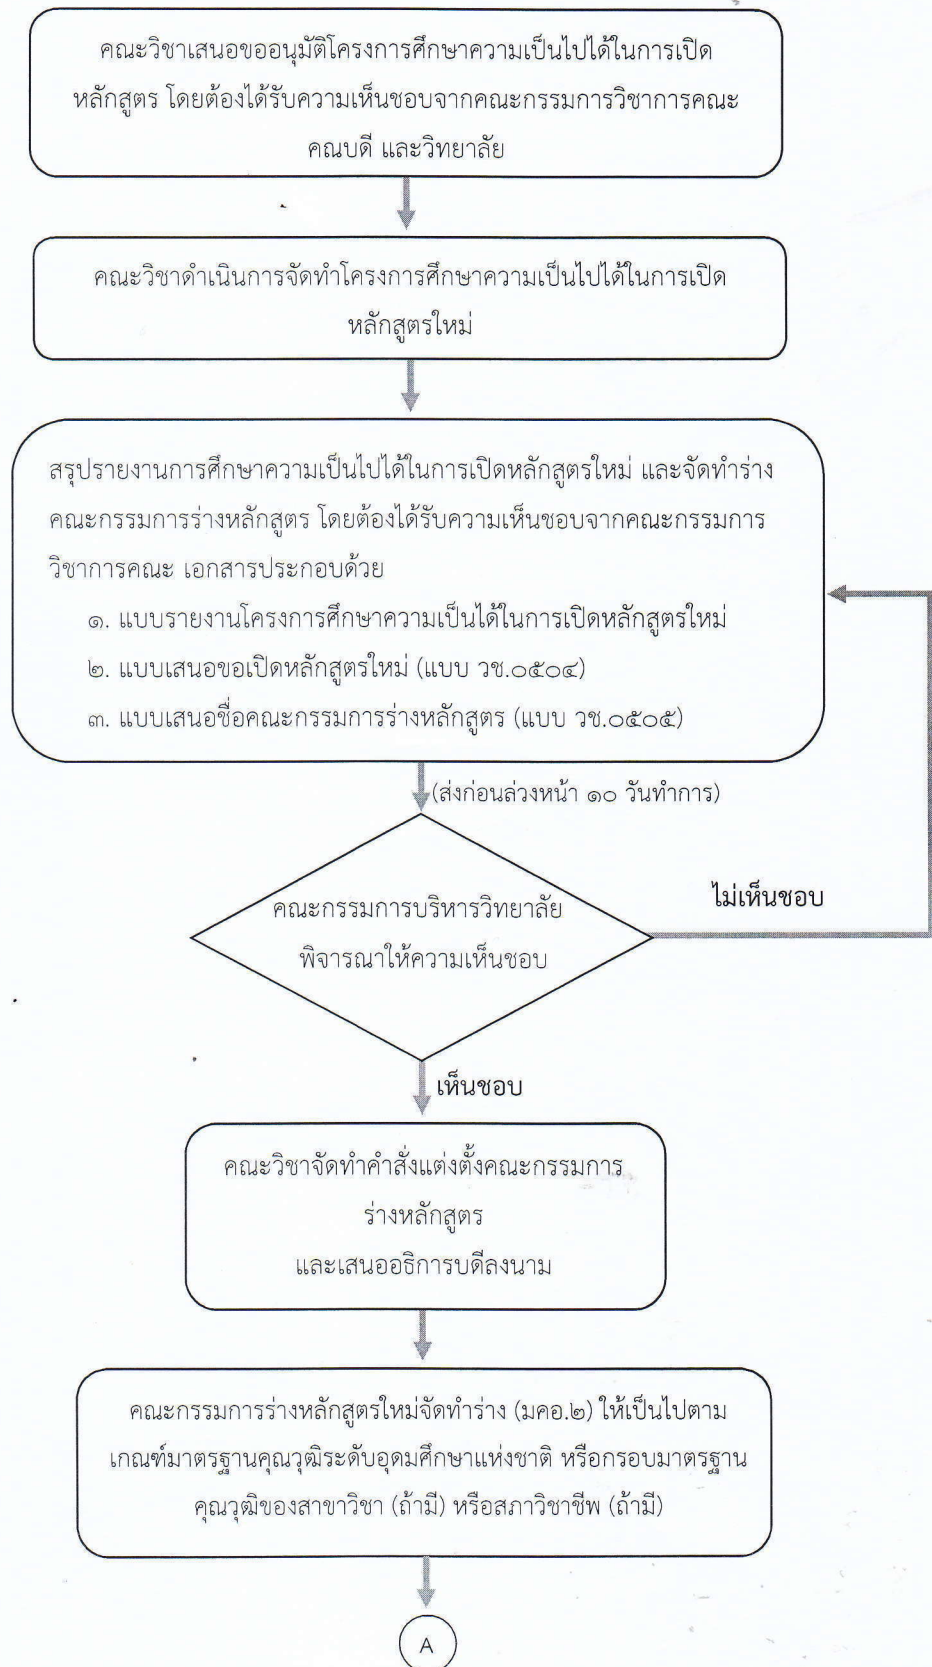 คณะวิชาเสนอขออนุมัติโครงการศึกษาความเป็นไปได้ในการเปิด
หลักสูตร โดยต้องได้รับความเห็นชอบจากคณะกรรมการวิชาการคณะ
คณบดี และวิทยาลัย
คณะวิชาดำเนินการจัดทำโครงการศึกษาความเป็นไปได้ในการเปิด
หลักสูตรใหม่
สรุปรายงานการศึกษาความเป็นไปได้ในการเปิดหลักสูตรใหม่ และจัดทำร่าง
คณะกรรมการร่างหลักสูตร โดยต้องได้รับความเห็นชอบจากคณะกรรมการ
วิชาการคณะ เอกสารประกอบด้วย
๑. แบบรายงานโครงการศึกษาความเป็นได้ในการเปิดหลักสูตรใหม่
๒. แบบเสนอขอเปิดหลักสูตรใหม่ (แบบ วช.๐๕๐๔)
๓. แบบเสนอชื่อคณะกรรมการร่างหลักสูตร (แบบ วช.๐๕๐๕)
(ส่งก่อนล่วงหน้า ๑๐ วันทำการ)
ไม่เห็นชอบ
คณะกรรมการบริหารวิทยาลัย
พิจารณาให้ความเห็นชอบ
เห็นชอบ
คณะวิชาจัดทำคำสั่งแต่งตั้งคณะกรรมการ
ร่างหลักสูตร
และเสนออธิการบดีลงนาม
คณะกรรมการร่างหลักสูตรใหม่จัดทำร่าง (มคอ.๒) ให้เป็นไปตาม
เกณฑ์มาตรฐานคุณวุฒิระดับอุดมศึกษาแห่งชาติ หรือกรอบมาตรฐาน
คุณวุฒิของสาขาวิชา (ถ้ามี) หรือสภาวิชาชีพ (ถ้ามี)
A